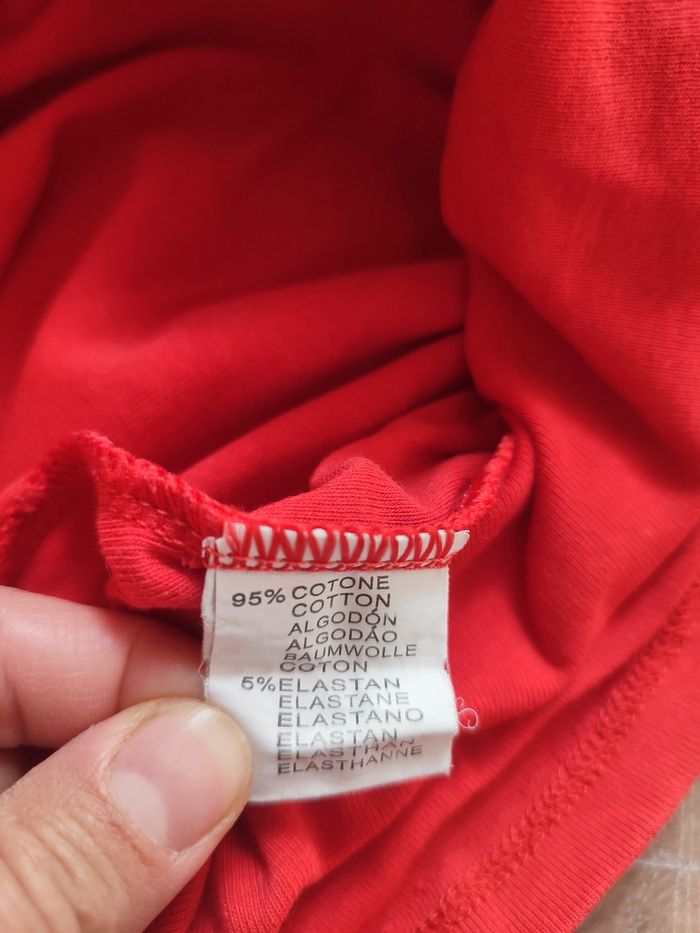 95% COTONE
COTTON
ALGODÓN
ALGODÃO
BAUMWOLLE
COTON
5% ELASTAN
ELASTANE
ELASTANO
ELASTAN
ELASTHAN
ELASTHANNE